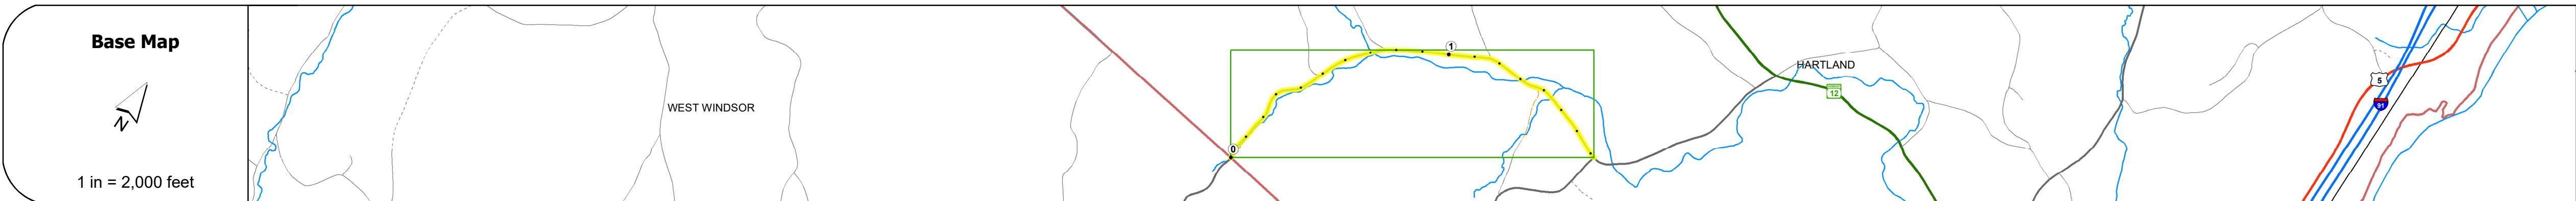 Base Map
N
1 in = 2,000 feet
WEST WINDSOR
0
1
HARTLAND
12
5
91